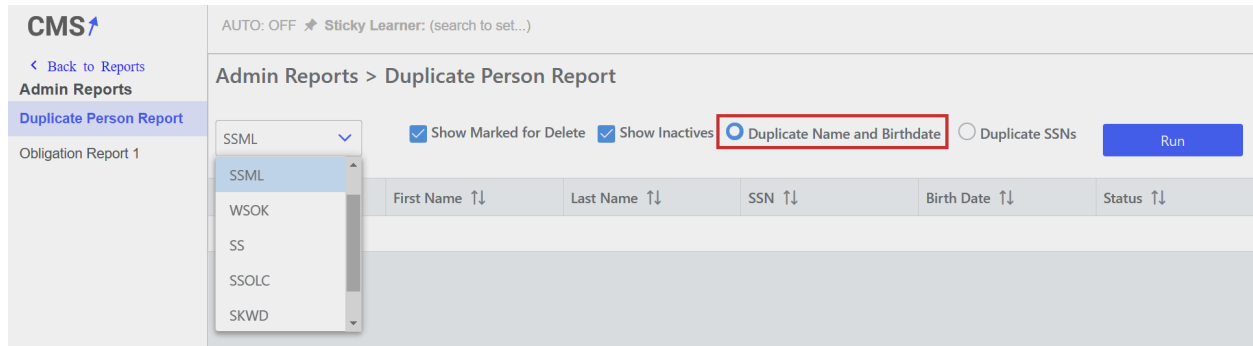 CMS
AUTO: OFF Sticky Learner: (search to set...)
Back to Reports
Admin Reports
Duplicate Person Report
Obligation Report 1
Admin Reports > Duplicate Person Report
SSML
Show Marked for Delete
Show Inactives
Duplicate Name and Birthdate
Duplicate SSNs
Run
SSML
WSOK
SS
SSOLC
SKWD
First Name
Last Name
SSN
Birth Date
Status